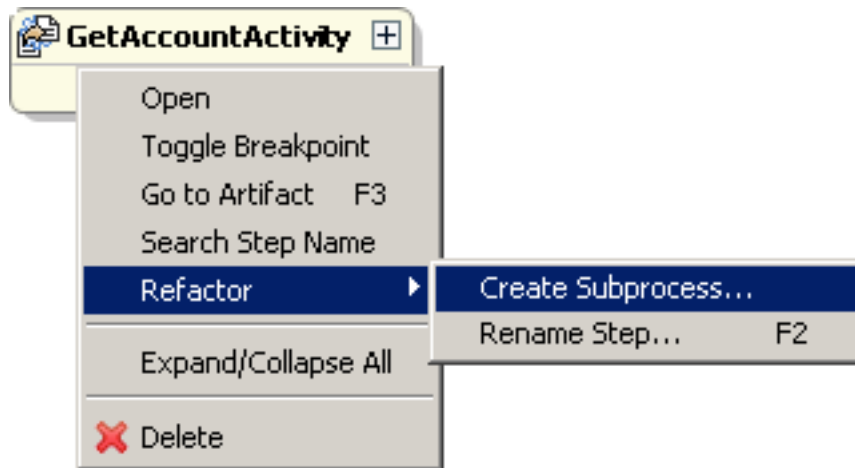 GetAccountActivity
Open
Toggle Breakpoint
Go to Artifact F3
Search Step Name
Refactor
Create Subprocess...
Rename Step... F2
Expand/Collapse All
Delete